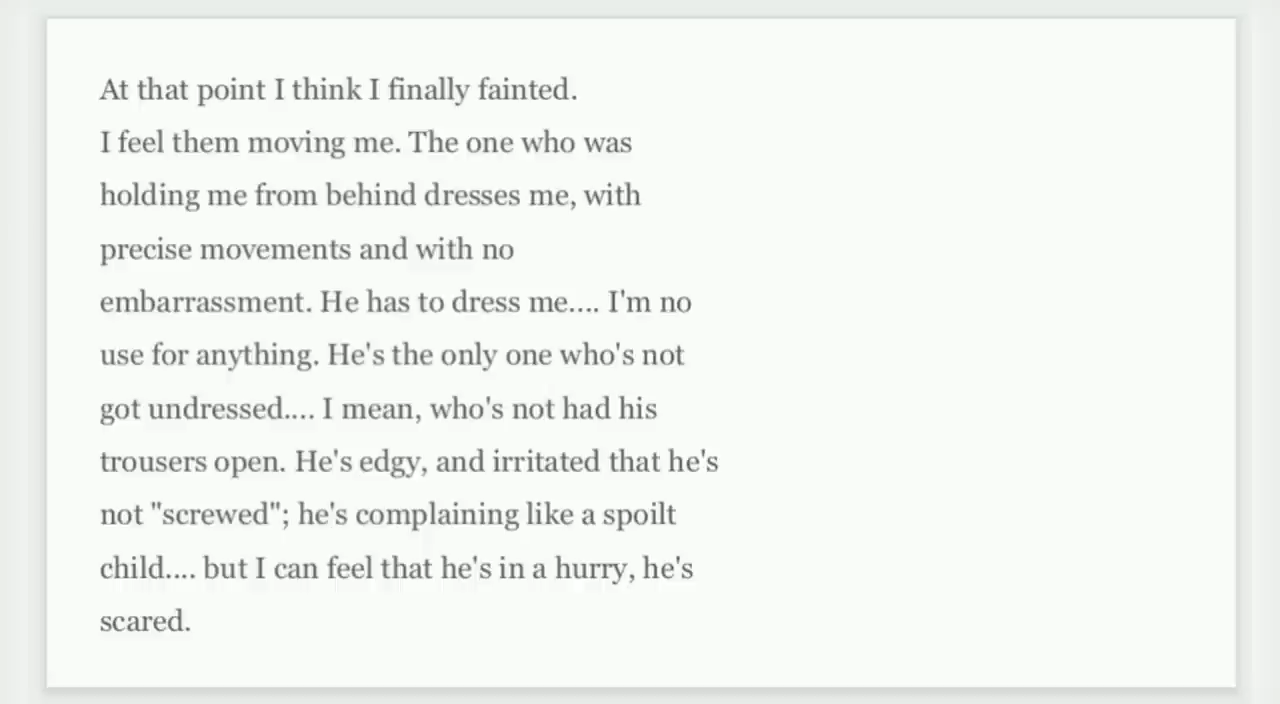 At that point I think I finally fainted.
I feel them moving me. The one who was
holding me from behind dresses me, with
precise movements and with no
embarrassment. He has to dress me.... I'm no
use for anything. He's the only one who's not
got undressed.... I mean, who's not had his
trousers open. He's edgy, and irritated that he's
not "screwed"; he's complaining like a spoilt
child.... but I can feel that he's in a hurry, he's
scared.